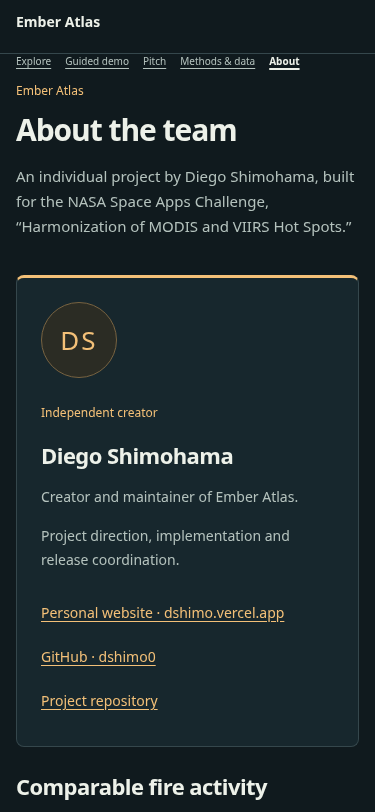 Ember Atlas
Explore Guided demo Pitch Methods & data About
Ember Atlas
About the team
An individual project by Diego Shimohama, built
for the NASA Space Apps Challenge,
“Harmonization of MODIS and VIIRS Hot Spots.”
DS
Independent creator
Diego Shimohama
Creator and maintainer of Ember Atlas.
Project direction, implementation and
release coordination.
Personal website · dshimo.vercel.app
GitHub · dshimo0
Project repository
Comparable fire activity